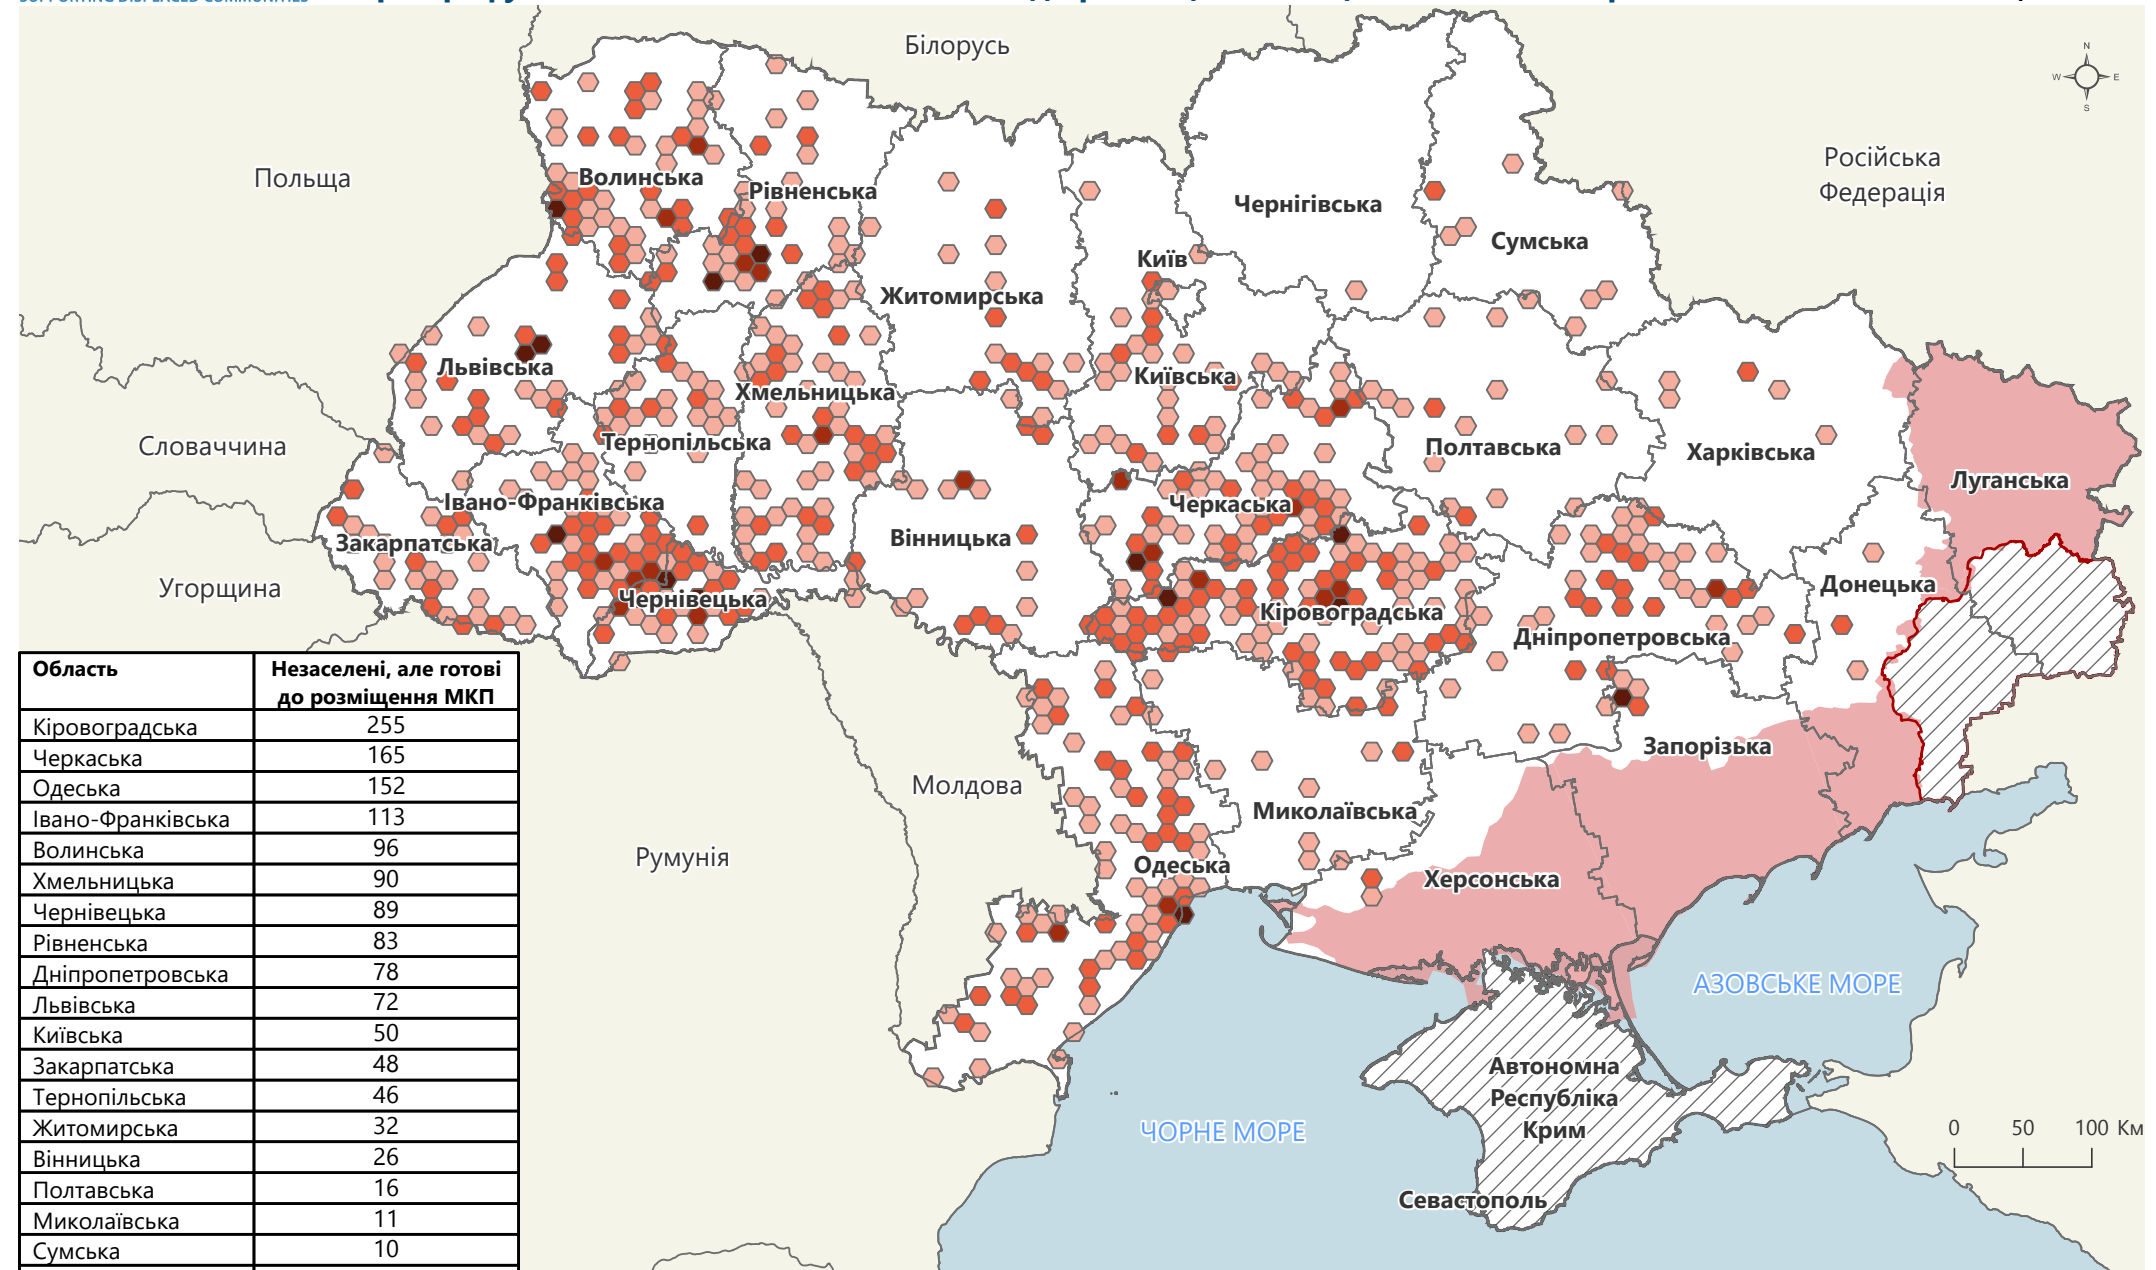 SUPPORTING DISPLACED COMMUNITIES
Білорусь
N
W
E
S
Польща
Російська
Федерація
Волинська
Рівненська
Чернігівська
Сумська
Київ
Житомирська
Львівська
Хмельницька
Київська
Словаччина
Тернопільська
Полтавська
Харківська
Луганська
Івано-Франківська
Черкаська
Закарпатська
Вінницька
Угорщина
Чернівецька
Кіровоградська
Донецька
Дніпропетровська
Запорізька
Молдова
Миколаївська
Румунія
Одеська
Херсонська
АЗОВСЬКЕ МОРЕ
Автономна
Республіка
Крим
ЧОРНЕ МОРЕ
Севастополь
0 50 100 Км
Область Незаселені, але готові
до розміщення МКП
Кіровоградська 255
Черкаська 165
Одеська 152
Івано-Франківська 113
Волинська 96
Хмельницька 90
Чернівецька 89
Рівненська 83
Дніпропетровська 78
Львівська 72
Київська 50
Закарпатська 48
Тернопільська 46
Житомирська 32
Вінницька 26
Полтавська 16
Миколаївська 11
Сумська 10